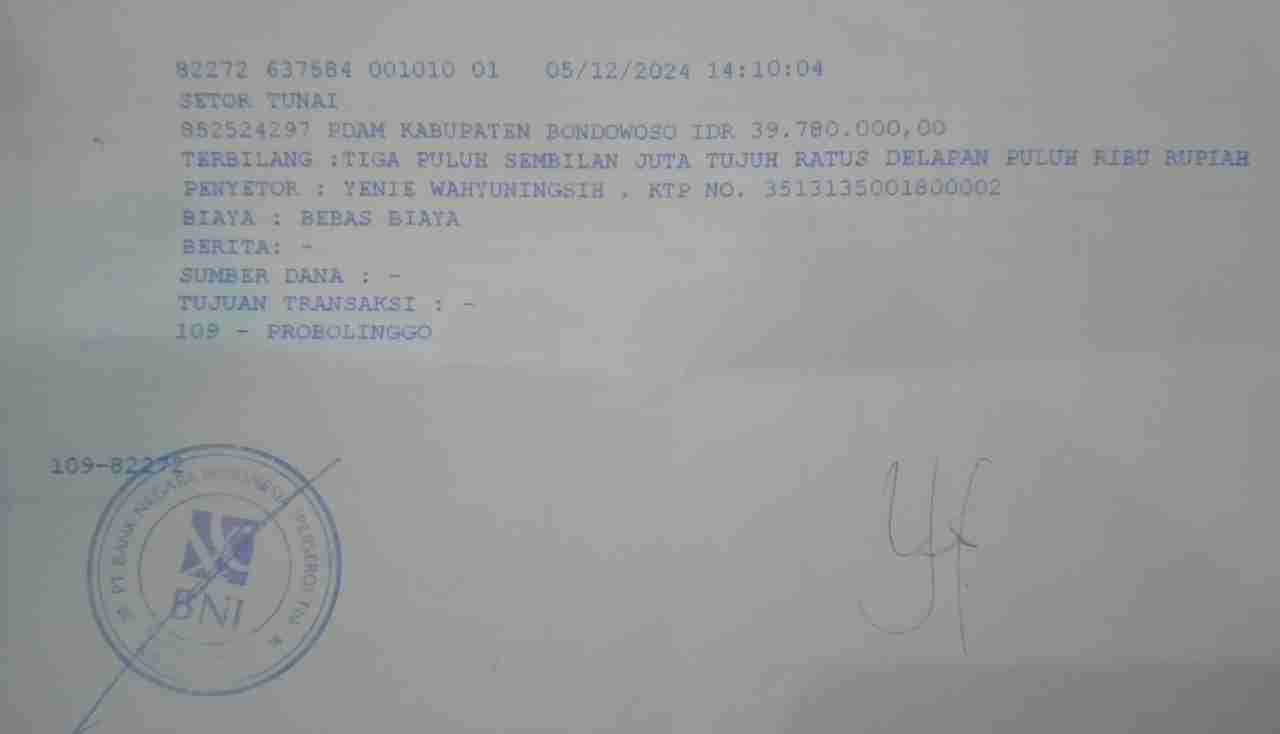 82272 637584 001010 01 05/12/2024 14:10:04
SETOR TUNAI
852524297 PDAM KABUPATEN BONDOWOSO IDR 39.780.000,00
TERBILANG :TIGA PULUH SEMBILAN JUTA TUJUH RATUS DELAPAN PULUH RIBU RUPIAH
PENYETOR : YENIE WAHYUNINGSIH , KTP NO. 3513135001800002
BIAYA : BEBAS BIAYA
BERITA: -
SUMBER DANA : -
TUJUAN TRANSAKSI : -
109 - PROBOLINGGO
109-82272
PT BANK NEGARA INDONESIA (PERSERO) Tbk
BNI